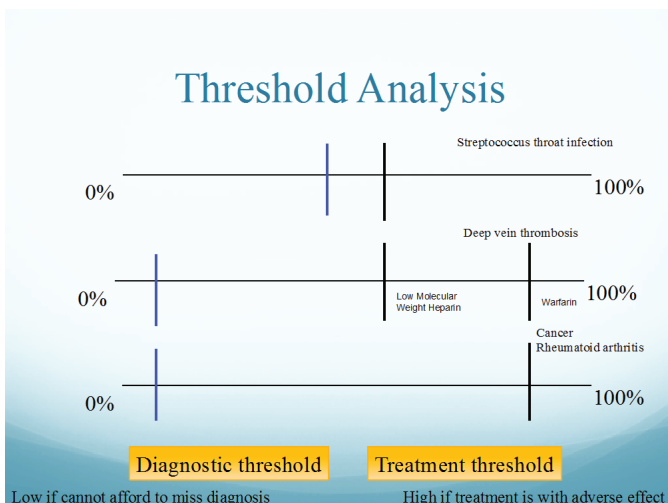 Threshold Analysis
Streptococcus throat infection
0%
100%
Deep vein thrombosis
0%
Low Molecular
Weight Heparin
Warfarin
100%
Cancer
Rheumatoid arthritis
0%
100%
Diagnostic threshold
Treatment threshold
Low if cannot afford to miss diagnosis
High if treatment is with adverse effect